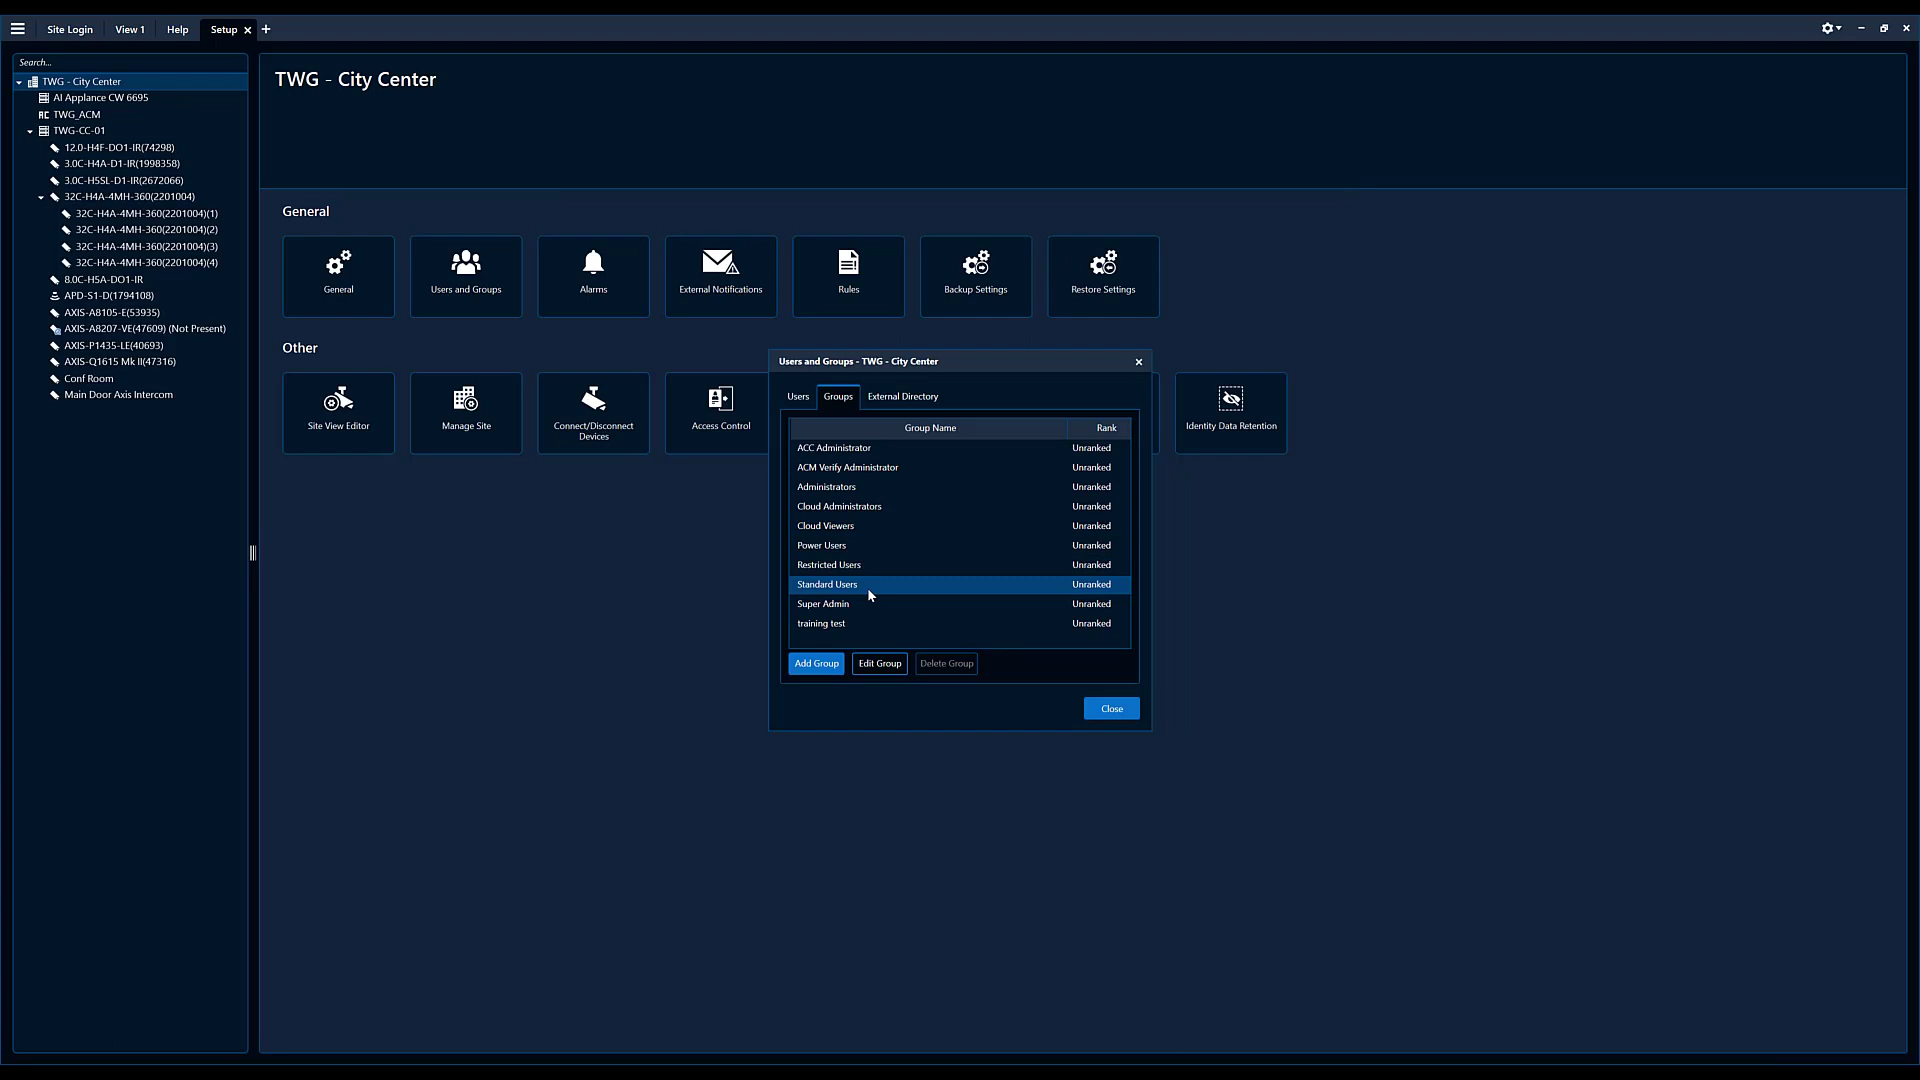 Site Login
View 1
Help
Setup
Search...
TWG - City Center
AI Appliance CW 6695
TWG_ACM
TWG-CC-01
12.0-H4F-DO1-IR(74298)
3.0C-H4A-D1-IR(1998358)
3.0C-H5SL-D1-IR(2672066)
32C-H4A-4MH-360(2201004)
32C-H4A-4MH-360(2201004)(1)
32C-H4A-4MH-360(2201004)(2)
32C-H4A-4MH-360(2201004)(3)
32C-H4A-4MH-360(2201004)(4)
8.0C-H5A-DO1-IR
APD-S1-D(1794108)
AXIS-A8105-E(53935)
AXIS-A8207-VE(47609) (Not Present)
AXIS-P1435-LE(40693)
AXIS-Q1615 Mk II(47316)
Conf Room
Main Door Axis Intercom
TWG - City Center
General
General
Users and Groups
Alarms
External Notifications
Rules
Backup Settings
Restore Settings
Other
Site View Editor
Manage Site
Connect/Disconnect
Devices
Access Control
Identity Data Retention
Users and Groups - TWG - City Center
Users
Groups
External Directory
Group Name Rank
ACC Administrator Unranked
ACM Verify Administrator Unranked
Administrators Unranked
Cloud Administrators Unranked
Cloud Viewers Unranked
Power Users Unranked
Restricted Users Unranked
Standard Users Unranked
Super Admin Unranked
training test Unranked
Add Group
Edit Group
Delete Group
Close